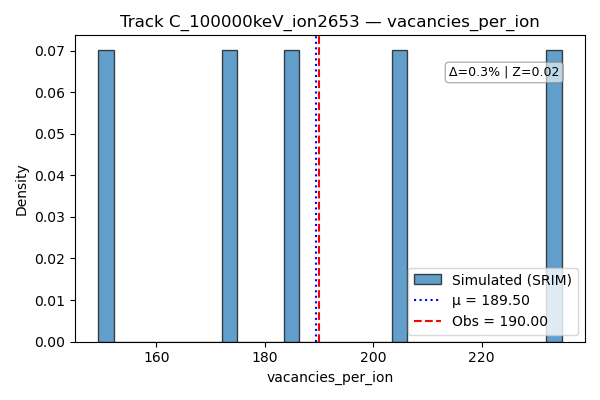 Track C_100000keV_ion2653 — vacancies_per_ion
Δ=0.3% | Z=0.02
Density
0.07
0.06
0.05
0.04
0.03
0.02
0.01
0.00
160
180
200
220
vacancies_per_ion
Simulated (SRIM)
μ = 189.50
Obs = 190.00